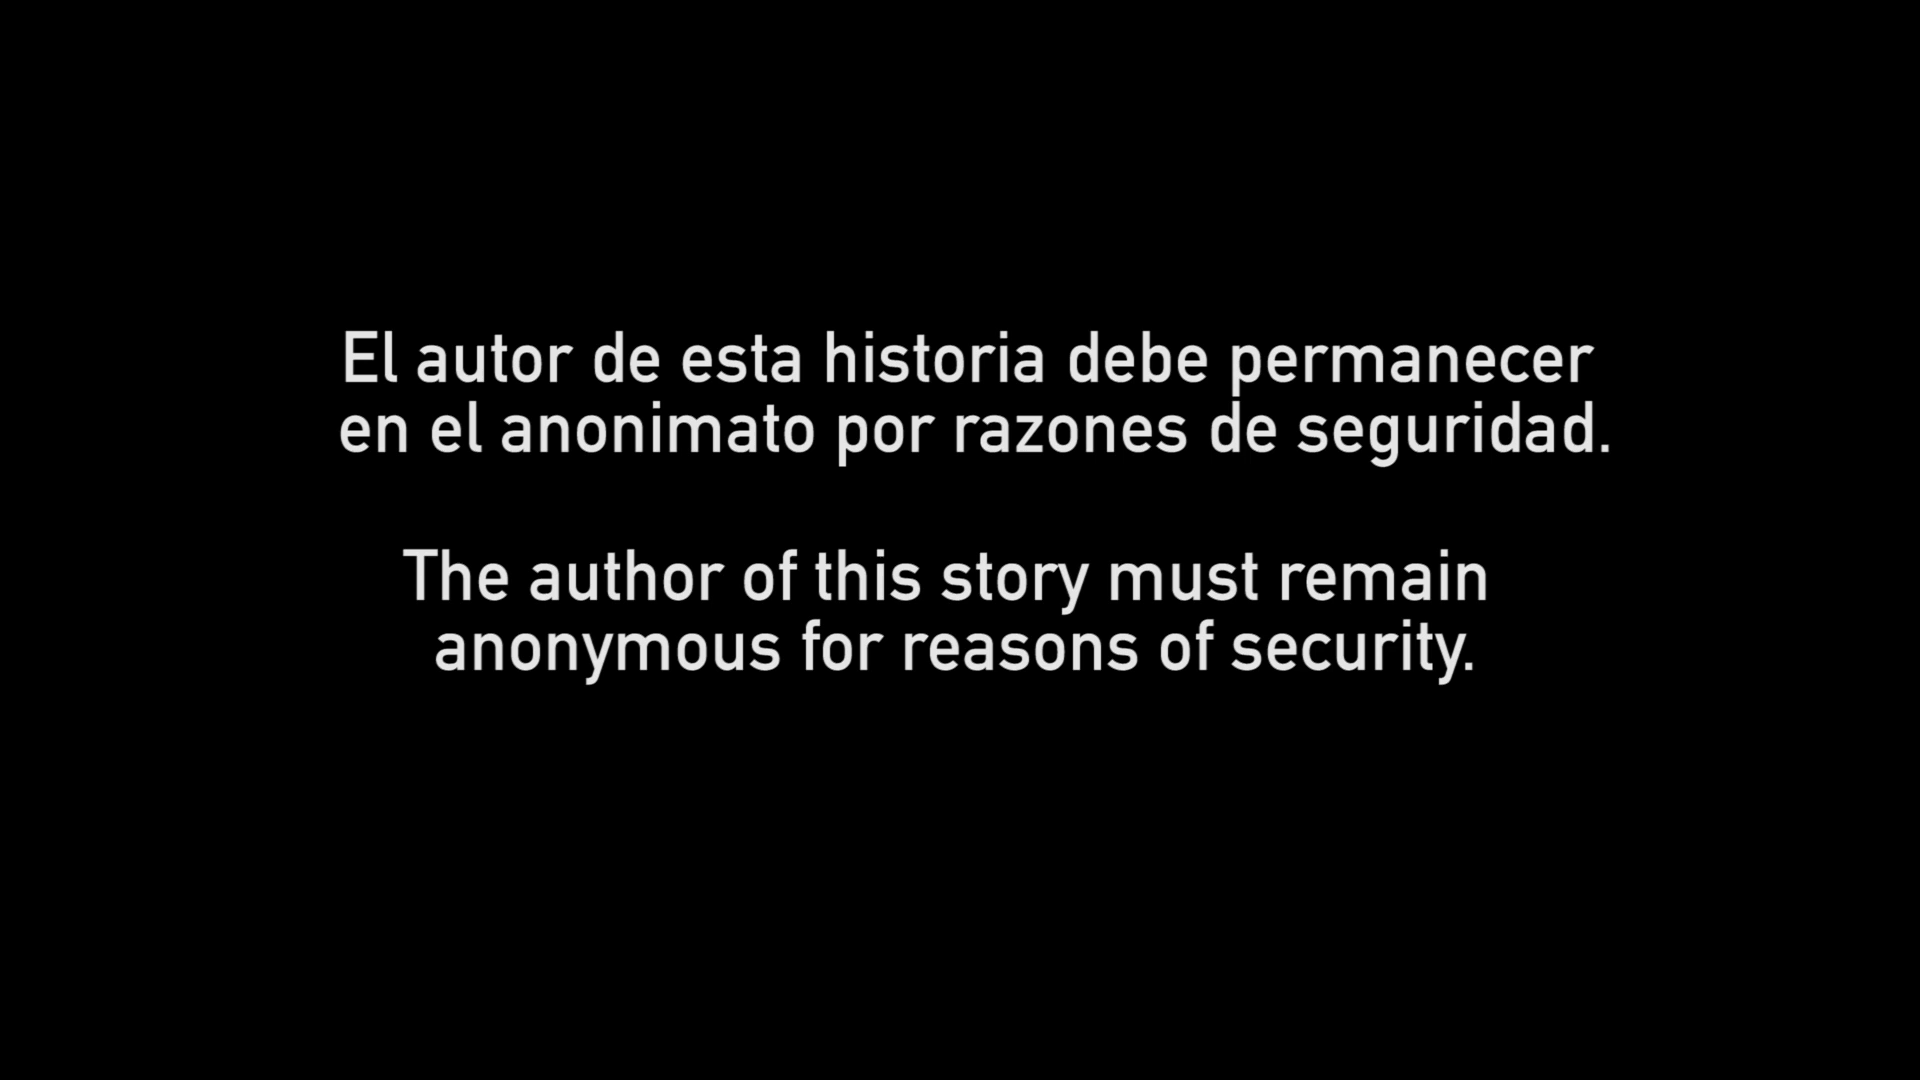 El autor de esta historia debe permanecer
en el anonimato por razones de seguridad.
The author of this story must remain
anonymous for reasons of security.